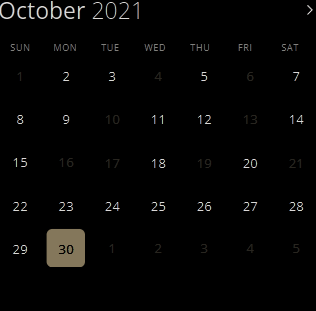 October 2021
SUN MON TUE WED THU FRI SAT
1 2 3 4 5 6 7
8 9 10 11 12 13 14
15 16 17 18 19 20 21
22 23 24 25 26 27 28
29 30 1 2 3 4 5